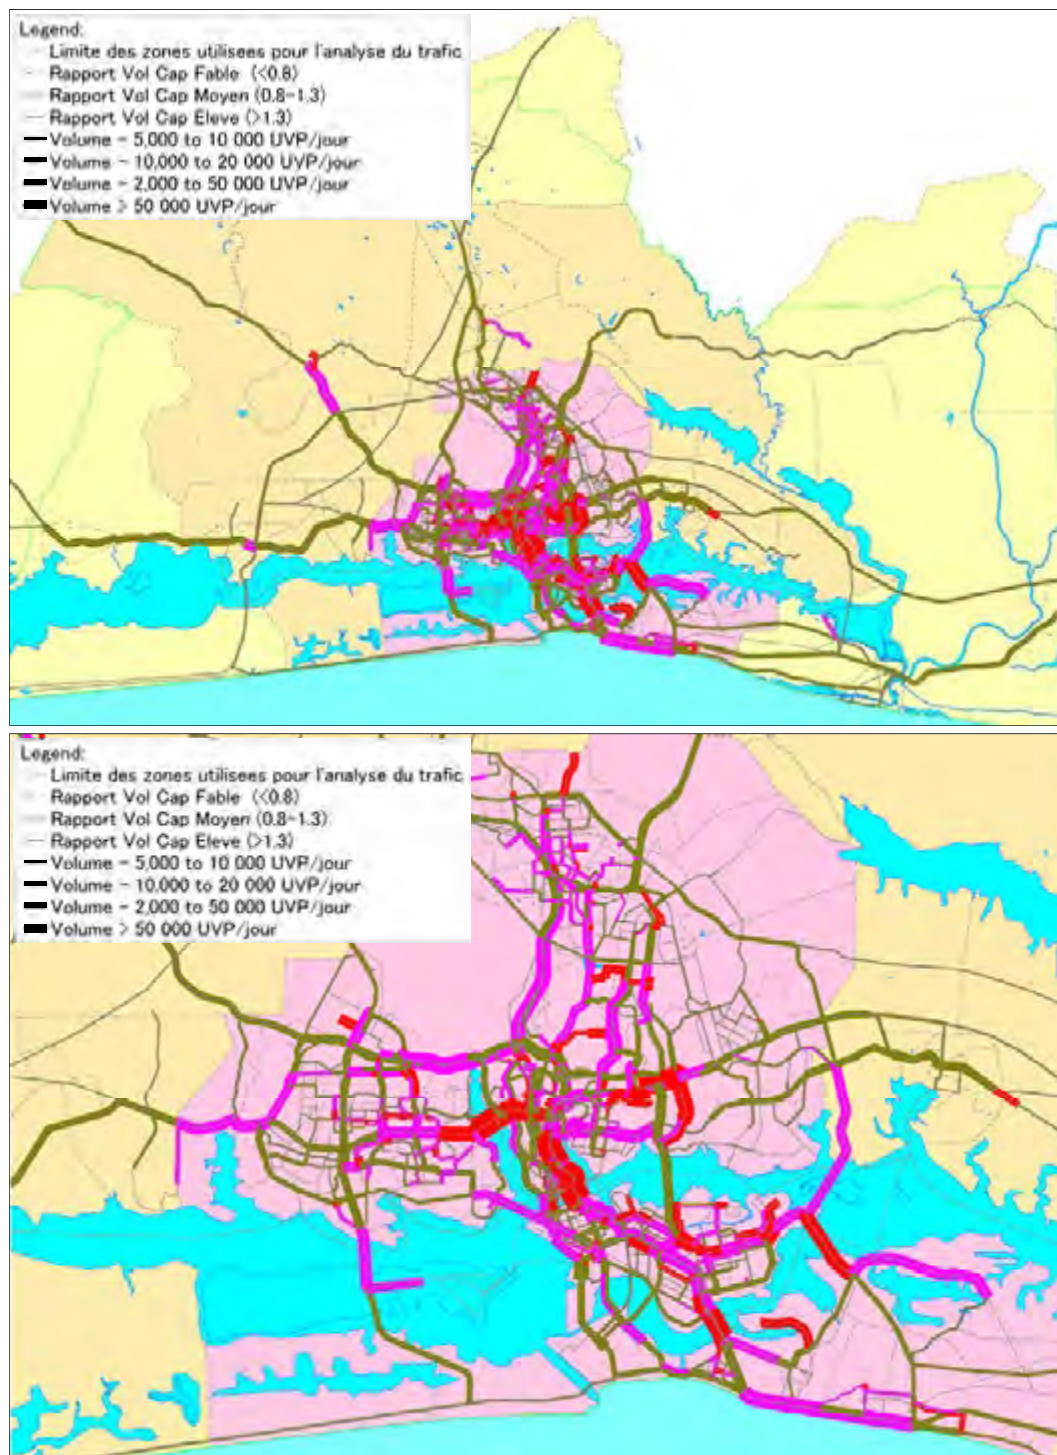 Legend:
Limite des zones utilisees pour l'analyse du trafic
Rapport Vol Cap Fable (<0.8)
Rapport Vol Cap Moyen (0.8-1.3)
Rapport Vol Cap Eleve (>1.3)
Volume - 5,000 to 10 000 UVP/jour
Volume - 10,000 to 20 000 UVP/jour
Volume - 2,000 to 50 000 UVP/jour
Volume > 50 000 UVP/jour
Legend:
Limite des zones utilisees pour l'analyse du trafic
Rapport Vol Cap Fable (<0.8)
Rapport Vol Cap Moyen (0.8-1.3)
Rapport Vol Cap Eleve (>1.3)
Volume - 5,000 to 10 000 UVP/jour
Volume - 10,000 to 20 000 UVP/jour
Volume - 2,000 to 50 000 UVP/jour
Volume > 50 000 UVP/jour